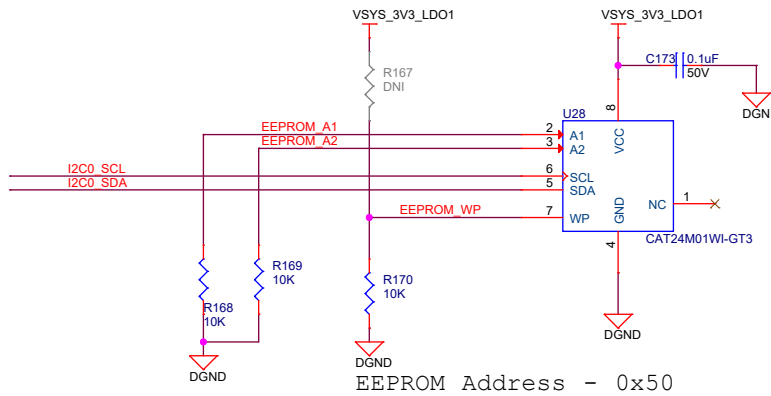 VSYS_3V3_LDO1
VSYS_3V3_LDO1
R167
DNI
C173
0.1uF
50V
DGN
U28
8
VCC
EEPROM_A1
2
A1
EEPROM_A2
3
A2
I2C0_SCL
6
SCL
I2C0_SDA
5
SDA
NC
1
EEPROM_WP
7
WP
GND
4
CAT24M01WI-GT3
R169
10K
R168
10K
R170
10K
DGND
DGND
DGND
EEPROM Address - 0x50